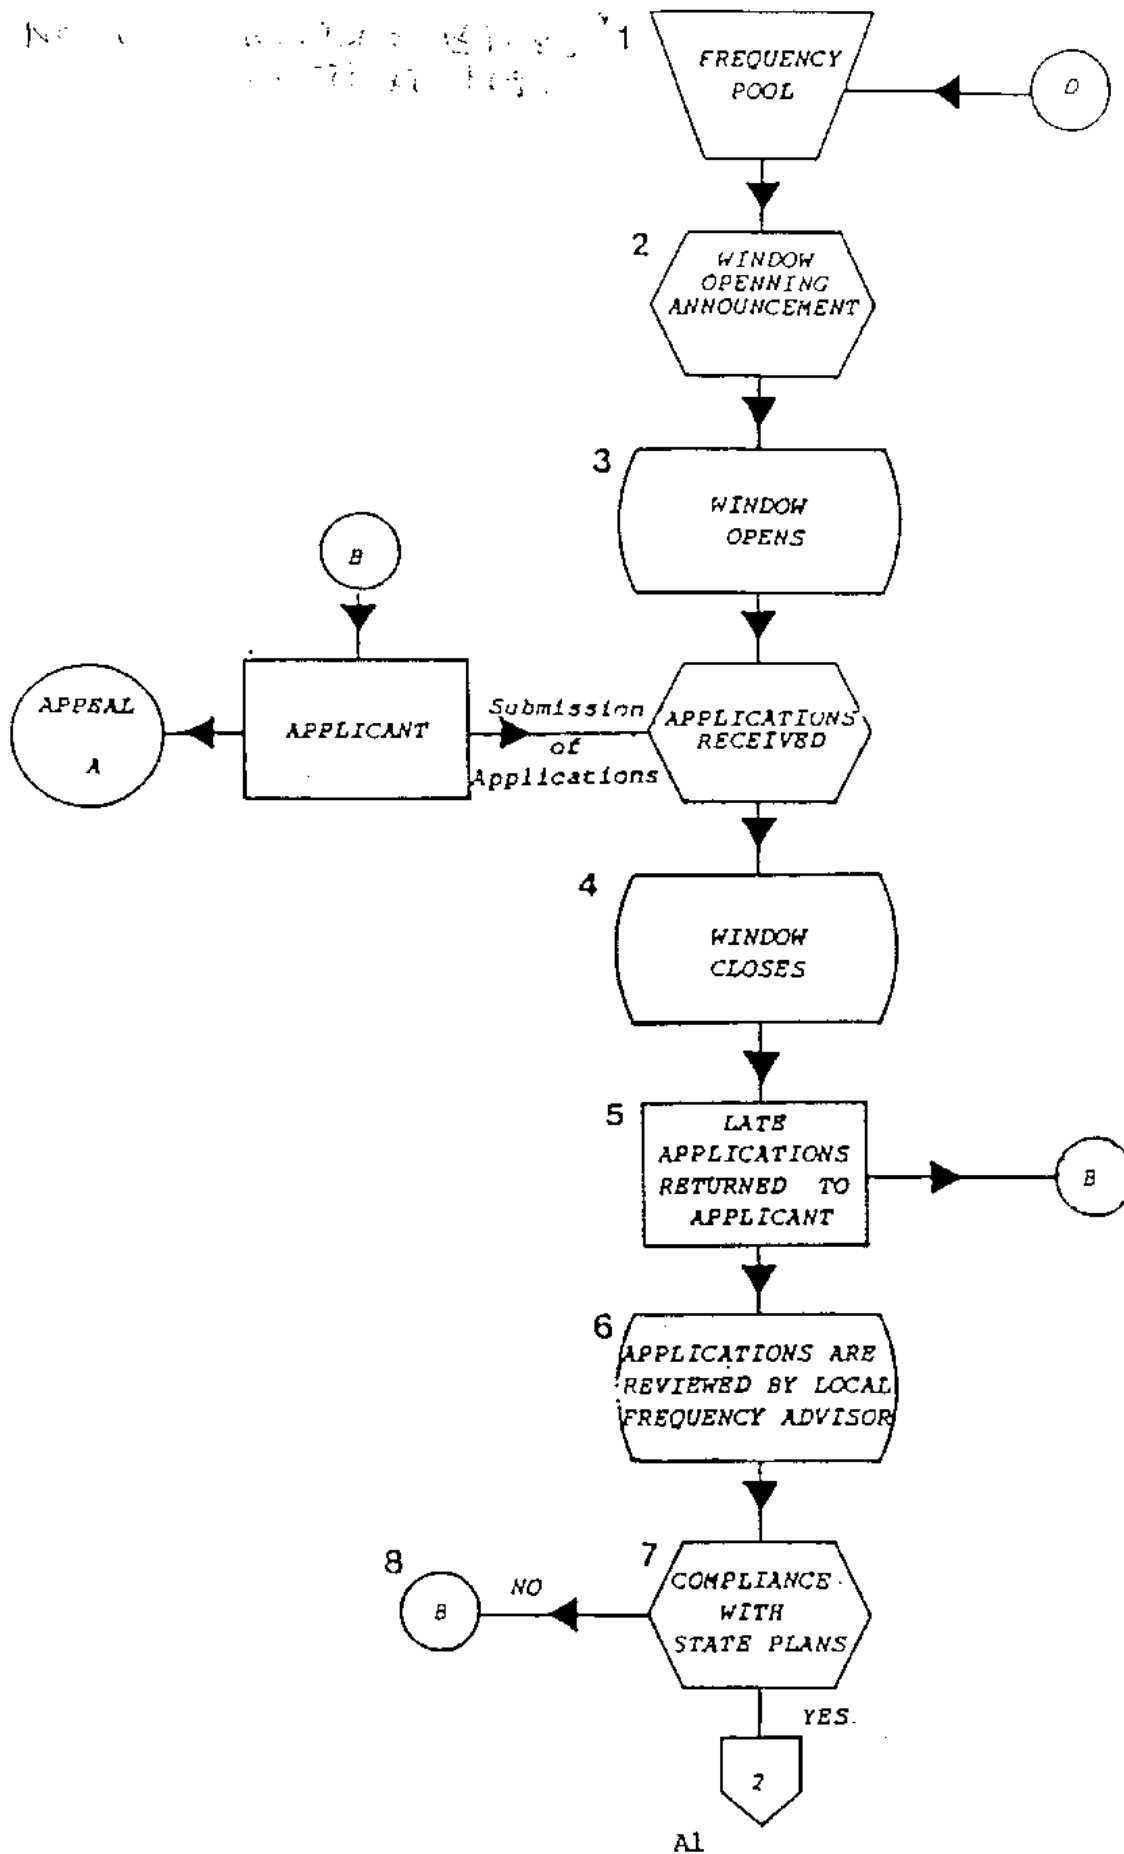 1
FREQUENCY
POOL
D
2
WINDOW
OPENNING
ANNOUNCEMENT
3
WINDOW
OPENS
B
APPEAL
A
APPLICANT
Submission
of
Applications
APPLICATIONS
RECEIVED
4
WINDOW
CLOSES
5
LATE
APPLICATIONS
RETURNED TO
APPLICANT
B
6
APPLICATIONS ARE
REVIEWED BY LOCAL
FREQUENCY ADVISOR
8
B
NO
7
COMPLIANCE
WITH
STATE PLANS
YES.
2
A1